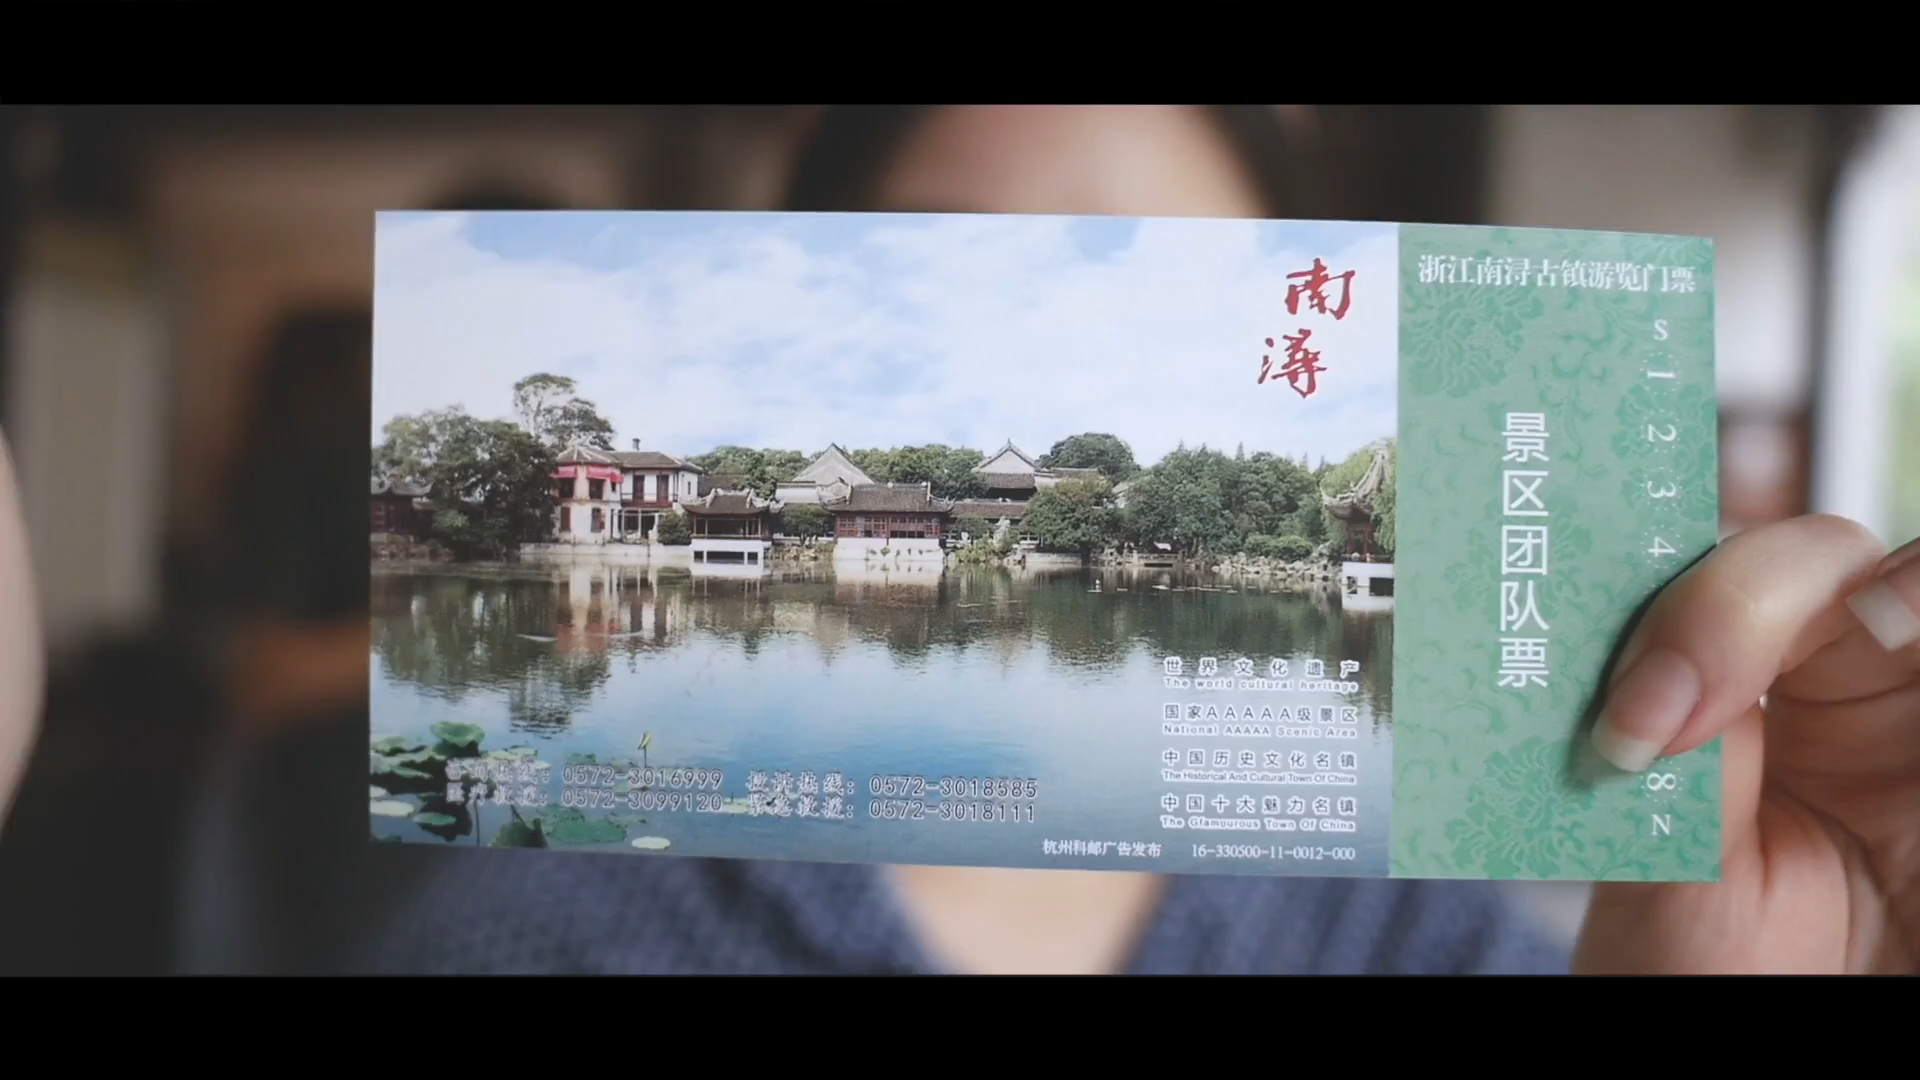 南浔
浙江南浔古镇游览门票
S1234
8N
景区团队票
世界文化遗产
The world cultural heritage
国家AAAAA级景区
National AAAAA Scenic Area
中国历史文化名镇
The Historical And Cultural Town Of China
中国十大魅力名镇
The Gfamourous Town Of China
0572-3016999 投诉热线：0572-3018585
医疗救援：0572-3099120 紧急救援：0572-3018111
杭州科邮广告发布 16-330500-11-0012-000